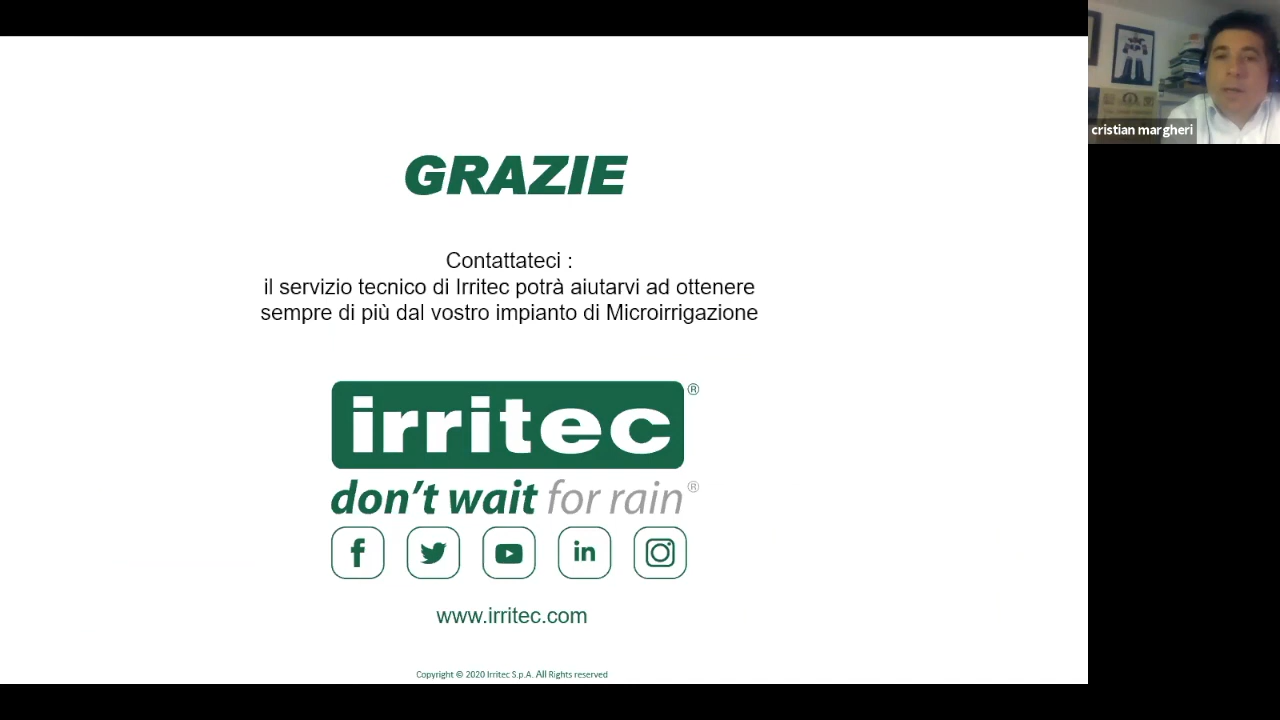 cristian margheri
GRAZIE
Contattateci :
il servizio tecnico di Irritec potrà aiutarvi ad ottenere
sempre di più dal vostro impianto di Microirrigazione
irritec®
don't wait for rain®
www.irritec.com
Copyright © 2020 Irritec S.p.A. All Rights reserved